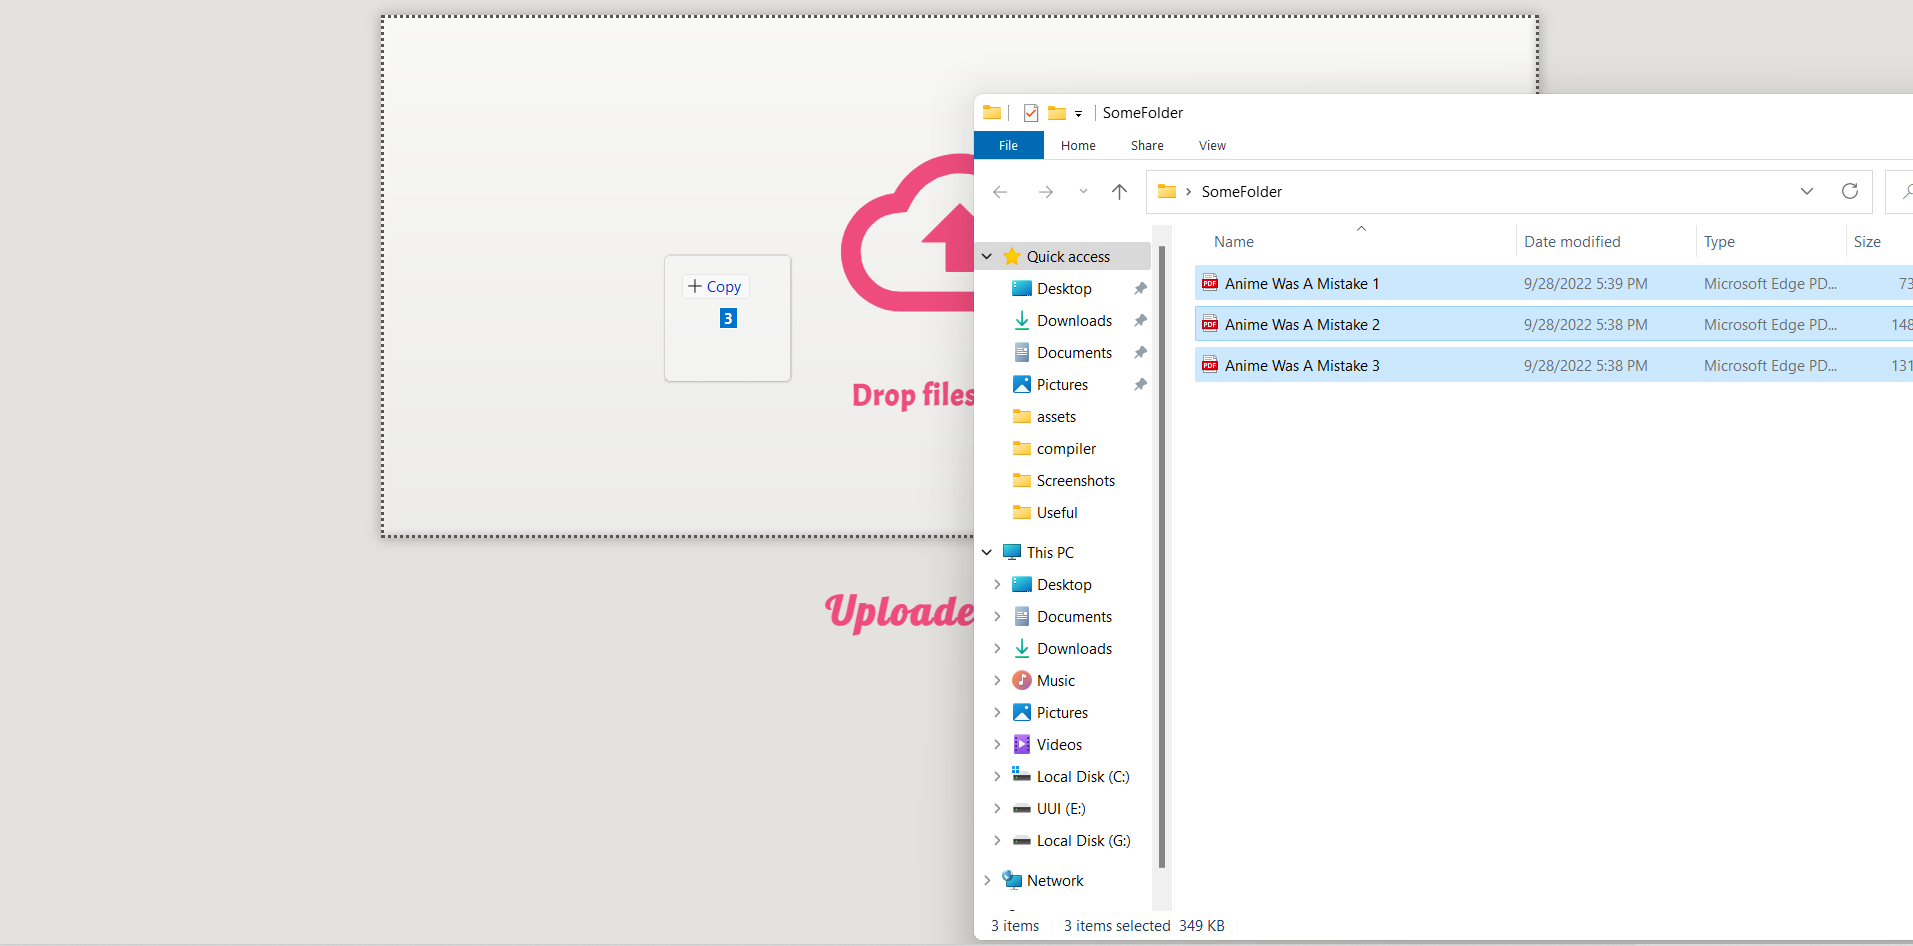 SomeFolder
File Home Share View
SomeFolder
Name Date modified Type Size
Quick access
Anime Was A Mistake 1 9/28/2022 5:39 PM Microsoft Edge PD... 73
Anime Was A Mistake 2 9/28/2022 5:38 PM Microsoft Edge PD... 148
Anime Was A Mistake 3 9/28/2022 5:38 PM Microsoft Edge PD... 131
Desktop
Downloads
Documents
Pictures
assets
compiler
Screenshots
Useful
This PC
Desktop
Documents
Downloads
Music
Pictures
Videos
Local Disk (C:)
UUI (E:)
Local Disk (G:)
Network
3 items 3 items selected 349 KB
+ Copy
3
Drop files
Uploade